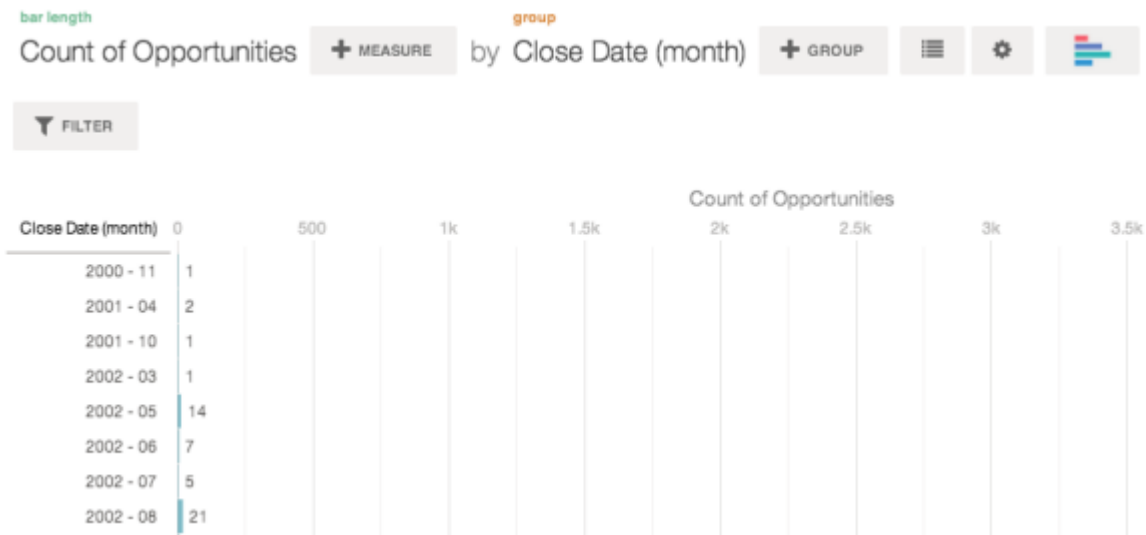 bar length group
Count of Opportunities + MEASURE by Close Date (month) + GROUP
FILTER
Count of Opportunities
Close Date (month) 0 500 1k 1.5k 2k 2.5k 3k 3.5k
2000 - 11 1
2001 - 04 2
2001 - 10 1
2002 - 03 1
2002 - 05 14
2002 - 06 7
2002 - 07 5
2002 - 08 21